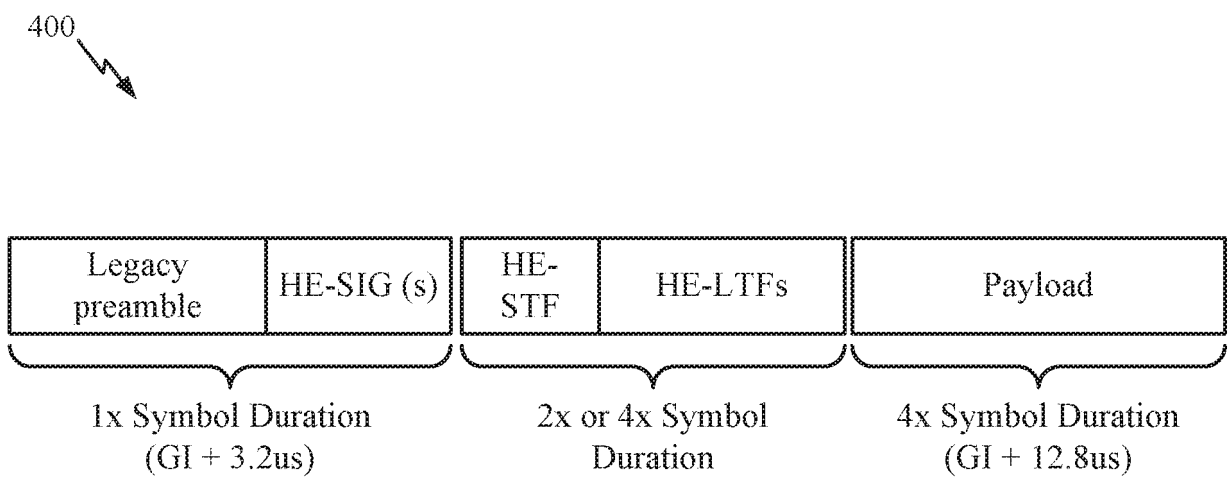 400
Legacy
preamble
HE-SIG (s)
HE-
STF
HE-LTFs
Payload
1x Symbol Duration
(GI + 3.2us)
2x or 4x Symbol
Duration
4x Symbol Duration
(GI + 12.8us)